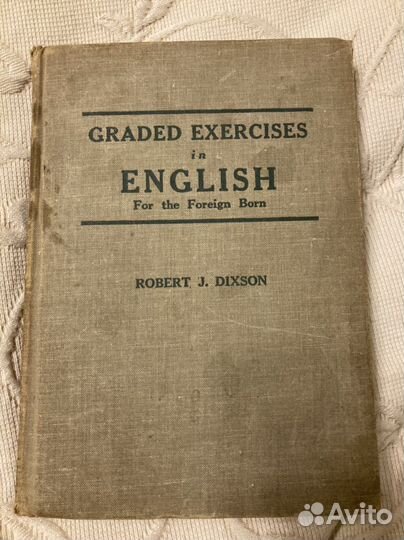 GRADED EXERCISES
in
ENGLISH
For the Foreign Born
ROBERT J. DIXSON
Avito